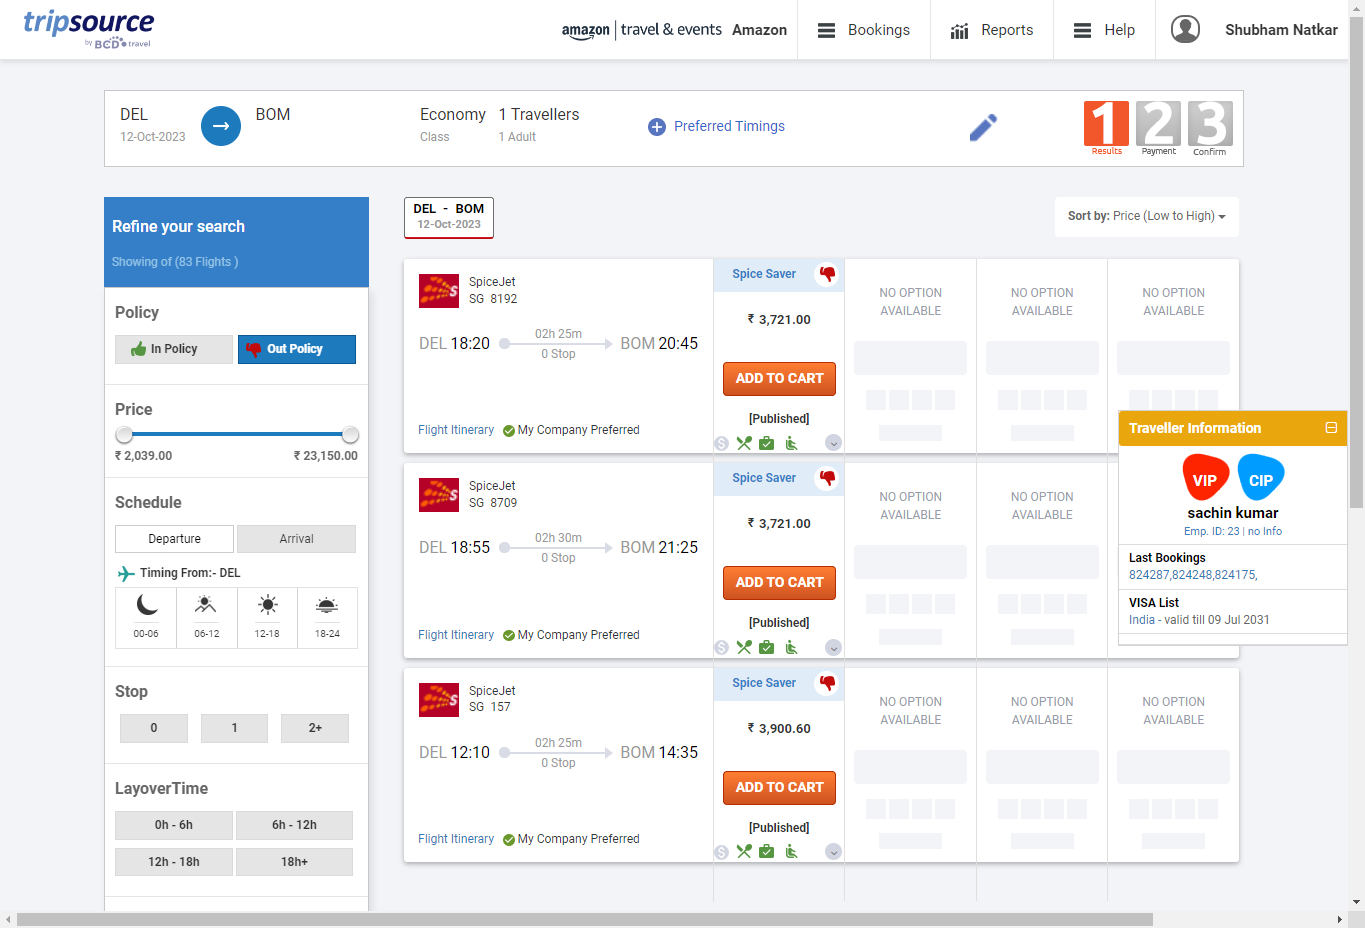 tripsource
by BCD travel
amazon travel & events Amazon
Bookings
Reports
Help
Shubham Natkar
DEL
12-Oct-2023
BOM
Economy
Class
1 Travellers
1 Adult
Preferred Timings
1 2 3
Results
Payment
Confirm
Refine your search
Showing of (83 Flights )
Policy
In Policy
Out Policy
Price
₹ 2,039.00
₹ 23,150.00
Schedule
Departure
Arrival
Timing From:- DEL
00-06
06-12
12-18
18-24
Stop
0
1
2+
LayoverTime
0h - 6h
6h - 12h
12h - 18h
18h+
DEL - BOM
12-Oct-2023
Sort by: Price (Low to High)
SpiceJet
SG 8192
DEL 18:20
02h 25m
0 Stop
BOM 20:45
Flight Itinerary
My Company Preferred
Spice Saver
₹ 3,721.00
ADD TO CART
[Published]
NO OPTION
AVAILABLE
NO OPTION
AVAILABLE
NO OPTION
AVAILABLE
SpiceJet
SG 8709
DEL 18:55
02h 30m
0 Stop
BOM 21:25
Flight Itinerary
My Company Preferred
Spice Saver
₹ 3,721.00
ADD TO CART
[Published]
NO OPTION
AVAILABLE
NO OPTION
AVAILABLE
SpiceJet
SG 157
DEL 12:10
02h 25m
0 Stop
BOM 14:35
Flight Itinerary
My Company Preferred
Spice Saver
₹ 3,900.60
ADD TO CART
[Published]
NO OPTION
AVAILABLE
NO OPTION
AVAILABLE
NO OPTION
AVAILABLE
Traveller Information
VIP
CIP
sachin kumar
Emp. ID: 23 | no Info
Last Bookings
824287,824248,824175,
VISA List
India - valid till 09 Jul 2031